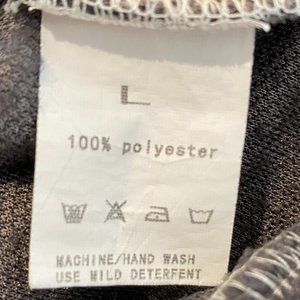 L
100% polyester
MACHINE/HAND WASH
USE MILD DETERFENT